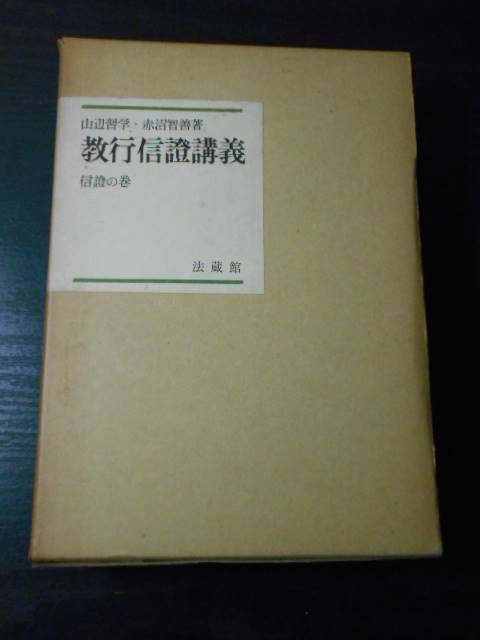 山辺習学・赤沼智善著
教行信證講義
信證の巻
法蔵館